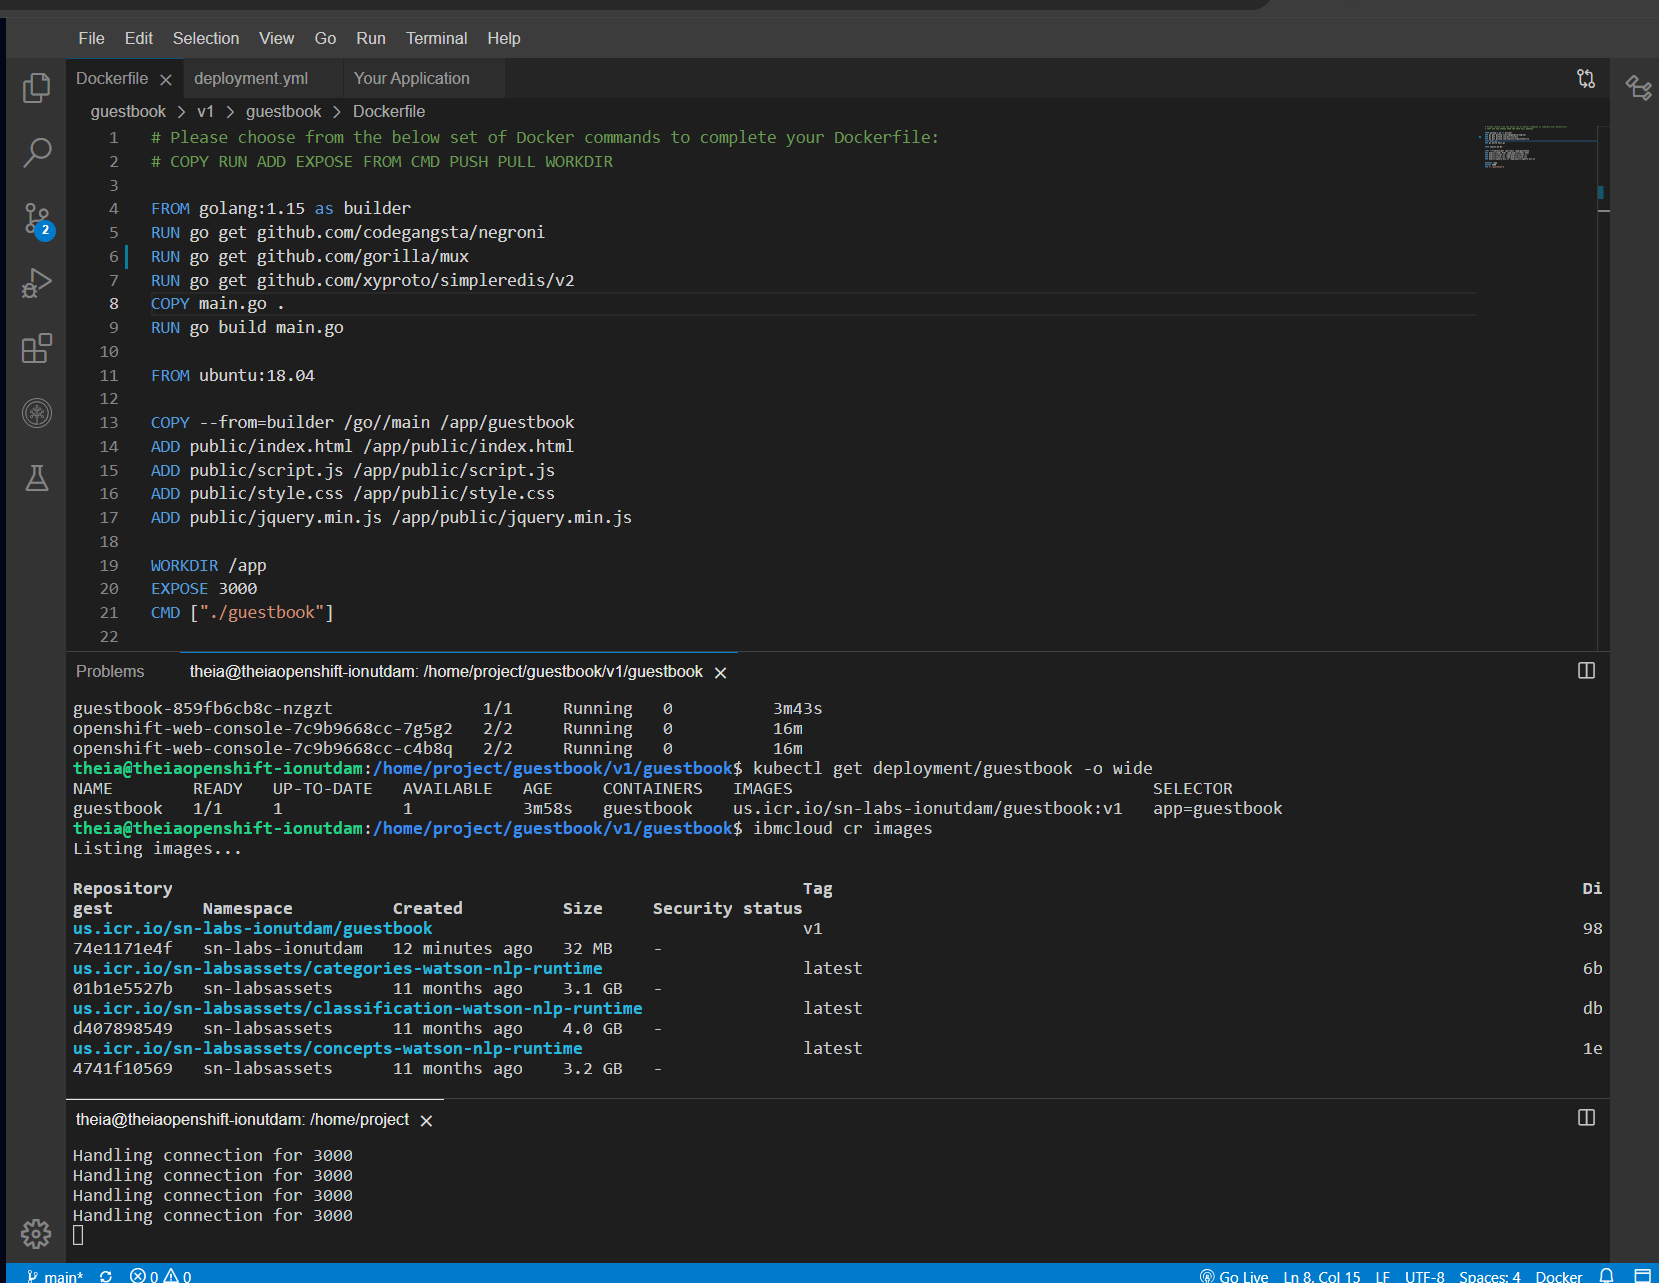 File Edit Selection View Go Run Terminal Help
Dockerfile deployment.yml Your Application
guestbook > v1 > guestbook > Dockerfile
1 # Please choose from the below set of Docker commands to complete your Dockerfile:
2 # COPY RUN ADD EXPOSE FROM CMD PUSH PULL WORKDIR
3
4 FROM golang:1.15 as builder
5 RUN go get github.com/codegangsta/negroni
6 RUN go get github.com/gorilla/mux
7 RUN go get github.com/xyproto/simpleredis/v2
8 COPY main.go .
9 RUN go build main.go
10
11 FROM ubuntu:18.04
12
13 COPY --from=builder /go//main /app/guestbook
14 ADD public/index.html /app/public/index.html
15 ADD public/script.js /app/public/script.js
16 ADD public/style.css /app/public/style.css
17 ADD public/jquery.min.js /app/public/jquery.min.js
18
19 WORKDIR /app
20 EXPOSE 3000
21 CMD ["./guestbook"]
22
2
Problems theia@theiaopenshift-ionutdam: /home/project/guestbook/v1/guestbook
guestbook-859fb6cb8c-nzgzt 1/1 Running 0 3m43s
openshift-web-console-7c9b9668cc-7g5g2 2/2 Running 0 16m
openshift-web-console-7c9b9668cc-c4b8q 2/2 Running 0 16m
theia@theiaopenshift-ionutdam:/home/project/guestbook/v1/guestbook$ kubectl get deployment/guestbook -o wide
NAME READY UP-TO-DATE AVAILABLE AGE CONTAINERS IMAGES SELECTOR
guestbook 1/1 1 1 3m58s guestbook us.icr.io/sn-labs-ionutdam/guestbook:v1 app=guestbook
theia@theiaopenshift-ionutdam:/home/project/guestbook/v1/guestbook$ ibmcloud cr images
Listing images...
Repository Tag Di
gest Namespace Created Size Security status
us.icr.io/sn-labs-ionutdam/guestbook v1 98
74e1171e4f sn-labs-ionutdam 12 minutes ago 32 MB -
us.icr.io/sn-labsassets/categories-watson-nlp-runtime latest 6b
01b1e5527b sn-labsassets 11 months ago 3.1 GB -
us.icr.io/sn-labsassets/classification-watson-nlp-runtime latest db
d407898549 sn-labsassets 11 months ago 4.0 GB -
us.icr.io/sn-labsassets/concepts-watson-nlp-runtime latest 1e
4741f10569 sn-labsassets 11 months ago 3.2 GB -
theia@theiaopenshift-ionutdam: /home/project
Handling connection for 3000
Handling connection for 3000
Handling connection for 3000
Handling connection for 3000
main* 0 0 Go Live Ln 8, Col 15 LF UTF-8 Spaces: 4 Docker